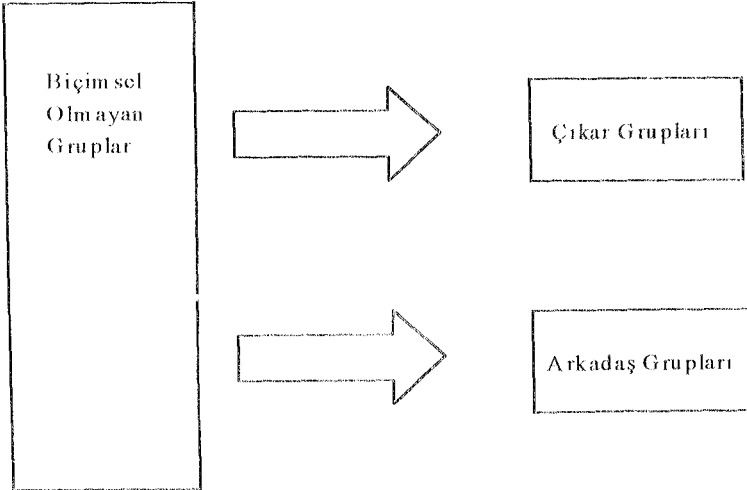 Biçimsel
Olmayan
Gruplar
Çıkar Grupları
Arkadaş Grupları